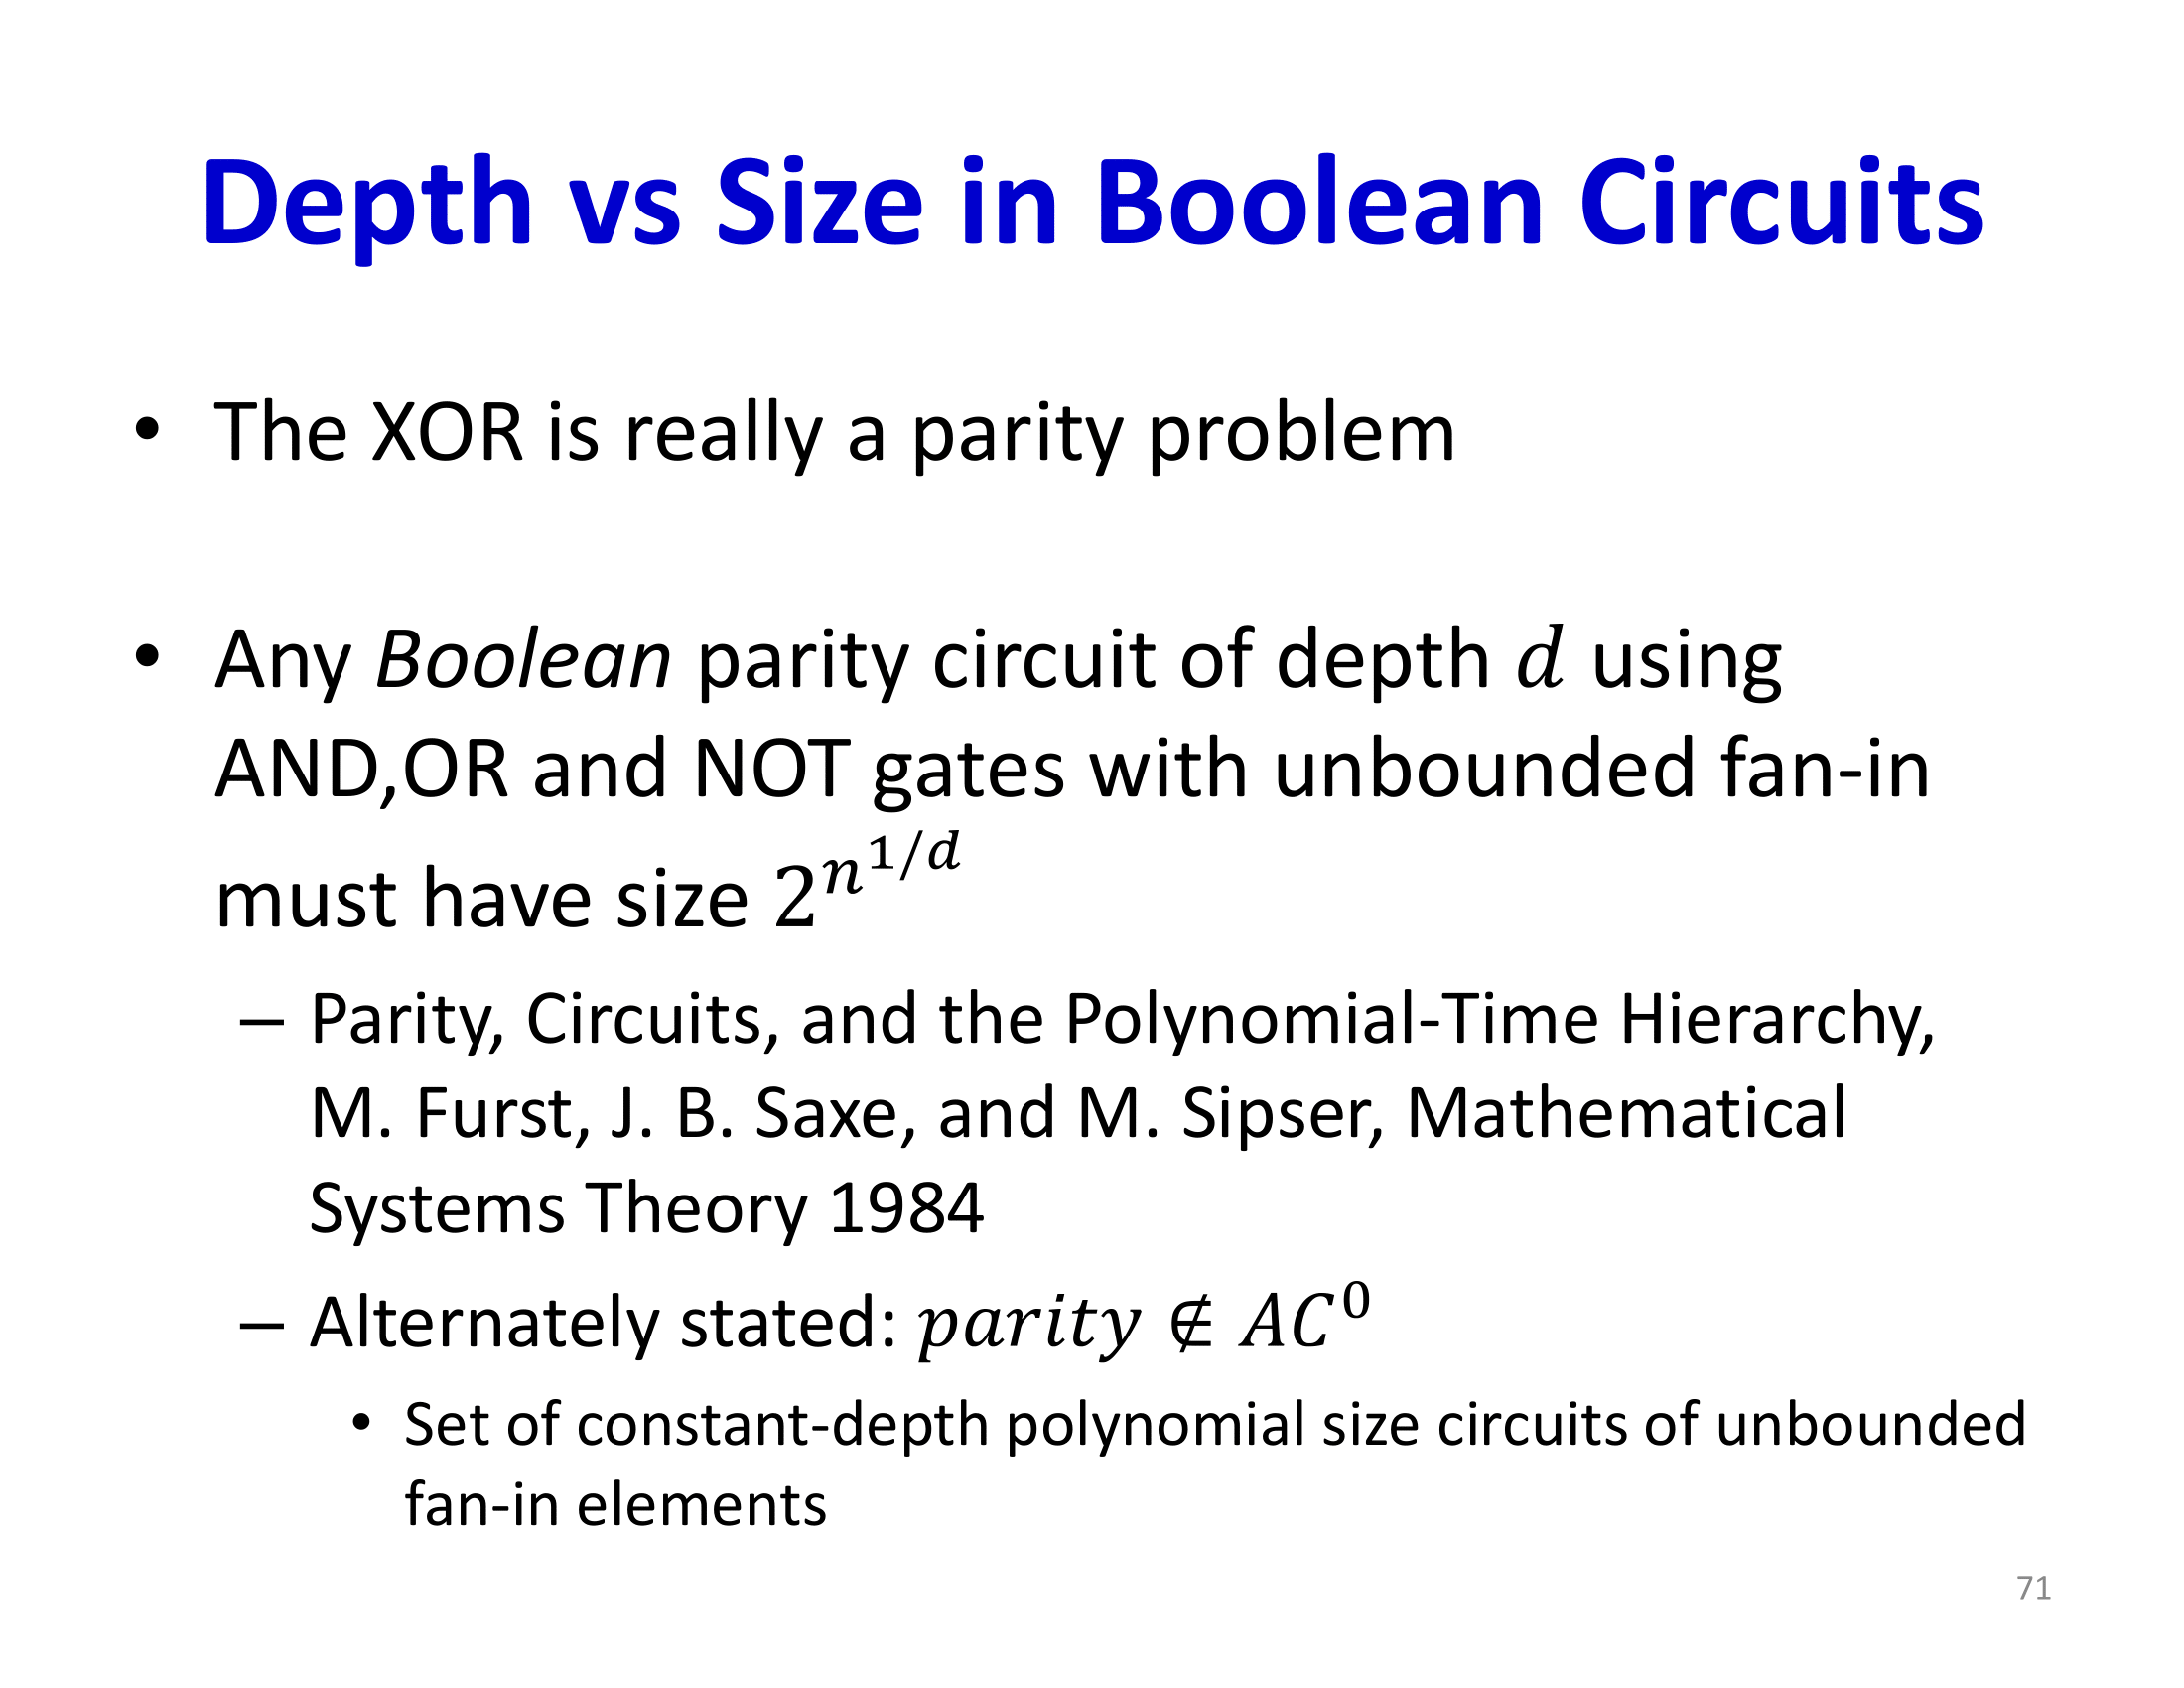 Depth vs Size in Boolean Circuits
• The XOR is really a parity problem
• Any Boolean parity circuit of depth 𝑑 using
AND,OR and NOT gates with unbounded fan-in
must have size 2^{n^{1/d}}
– Parity, Circuits, and the Polynomial-Time Hierarchy,
M. Furst, J. B. Saxe, and M. Sipser, Mathematical
Systems Theory 1984
– Alternately stated: parity ∉ AC^0
• Set of constant-depth polynomial size circuits of unbounded
fan-in elements
71